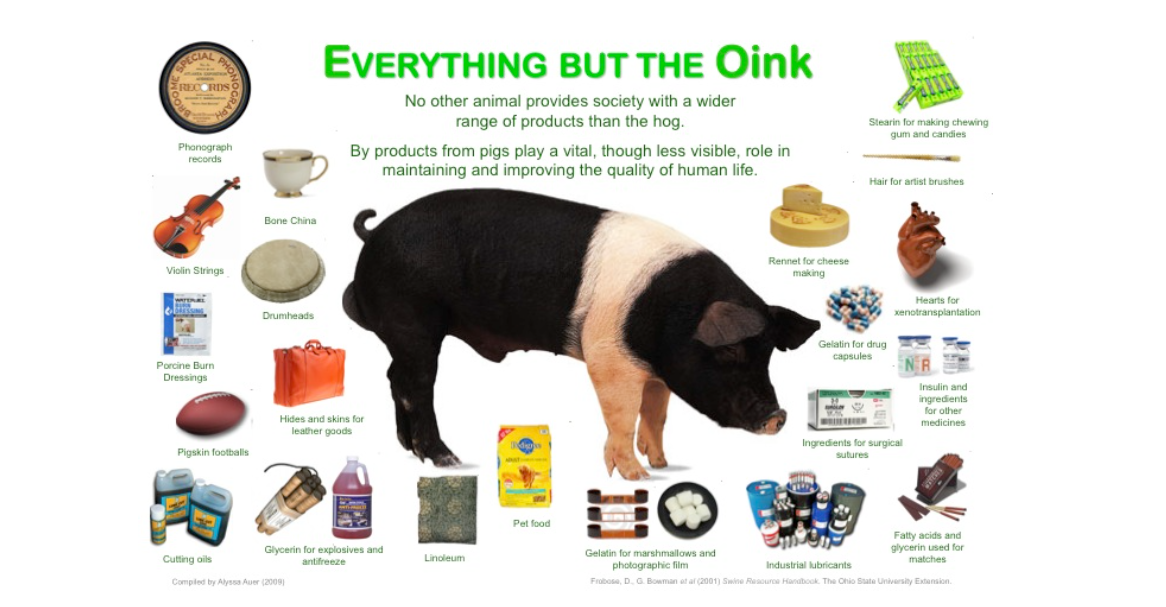 EVERYTHING BUT THE Oink
No other animal provides society with a wider
range of products than the hog.
By products from pigs play a vital, though less visible, role in
maintaining and improving the quality of human life.
BROOME SPECIAL PHONOGRAPH
RECORDS
Phonograph
records
Bone China
Violin Strings
Drumheads
WATERJEL
BURN
DRESSING
Porcine Burn
Dressings
Hides and skins for
leather goods
Pigskin footballs
Cutting oils
Glycerin for explosives and
antifreeze
Linoleum
Pedigree
Pet food
Gelatin for marshmallows and
photographic film
Industrial lubricants
Fatty acids and
glycerin used for
matches
Ingredients for surgical
sutures
N R
Insulin and
ingredients
for other
medicines
Gelatin for drug
capsules
Hearts for
xenotransplantation
Rennet for cheese
making
Hair for artist brushes
Stearin for making chewing
gum and candies
Compiled by Alyssa Auer (2009)
Frobose, D., G. Bowman et al (2001) Swine Resource Handbook. The Ohio State University Extension.